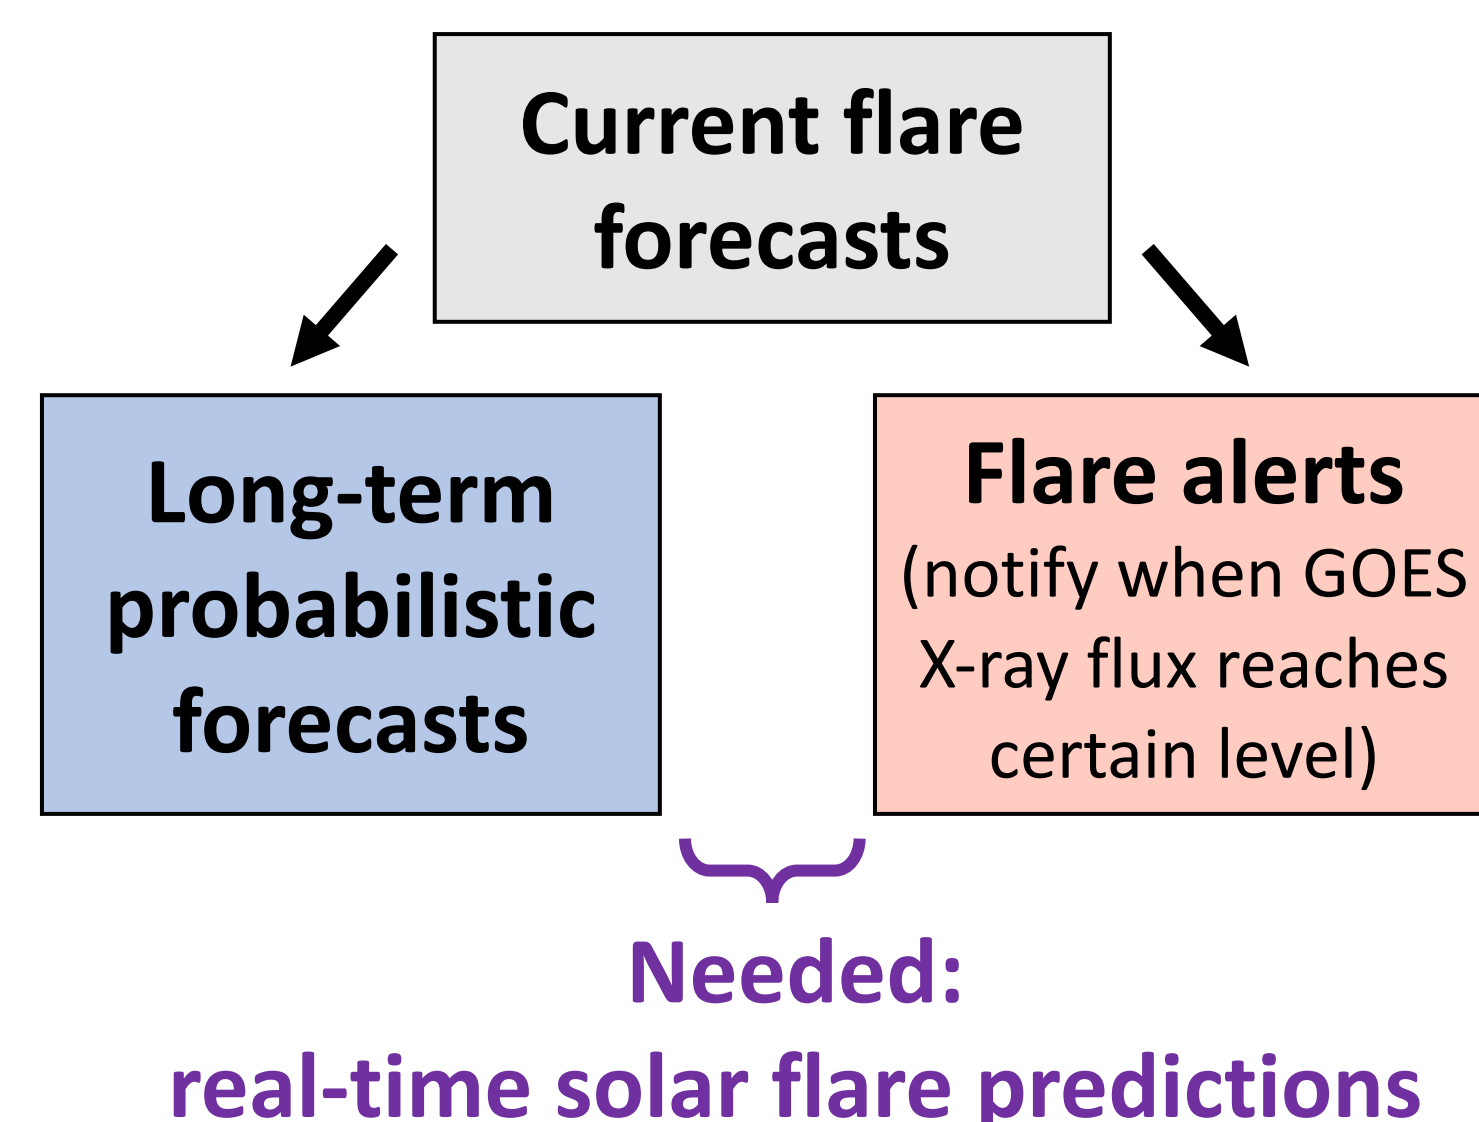 Current flare
forecasts
Long-term
probabilistic
forecasts
Flare alerts
(notify when GOES
X-ray flux reaches
certain level)
Needed:
real-time solar flare predictions